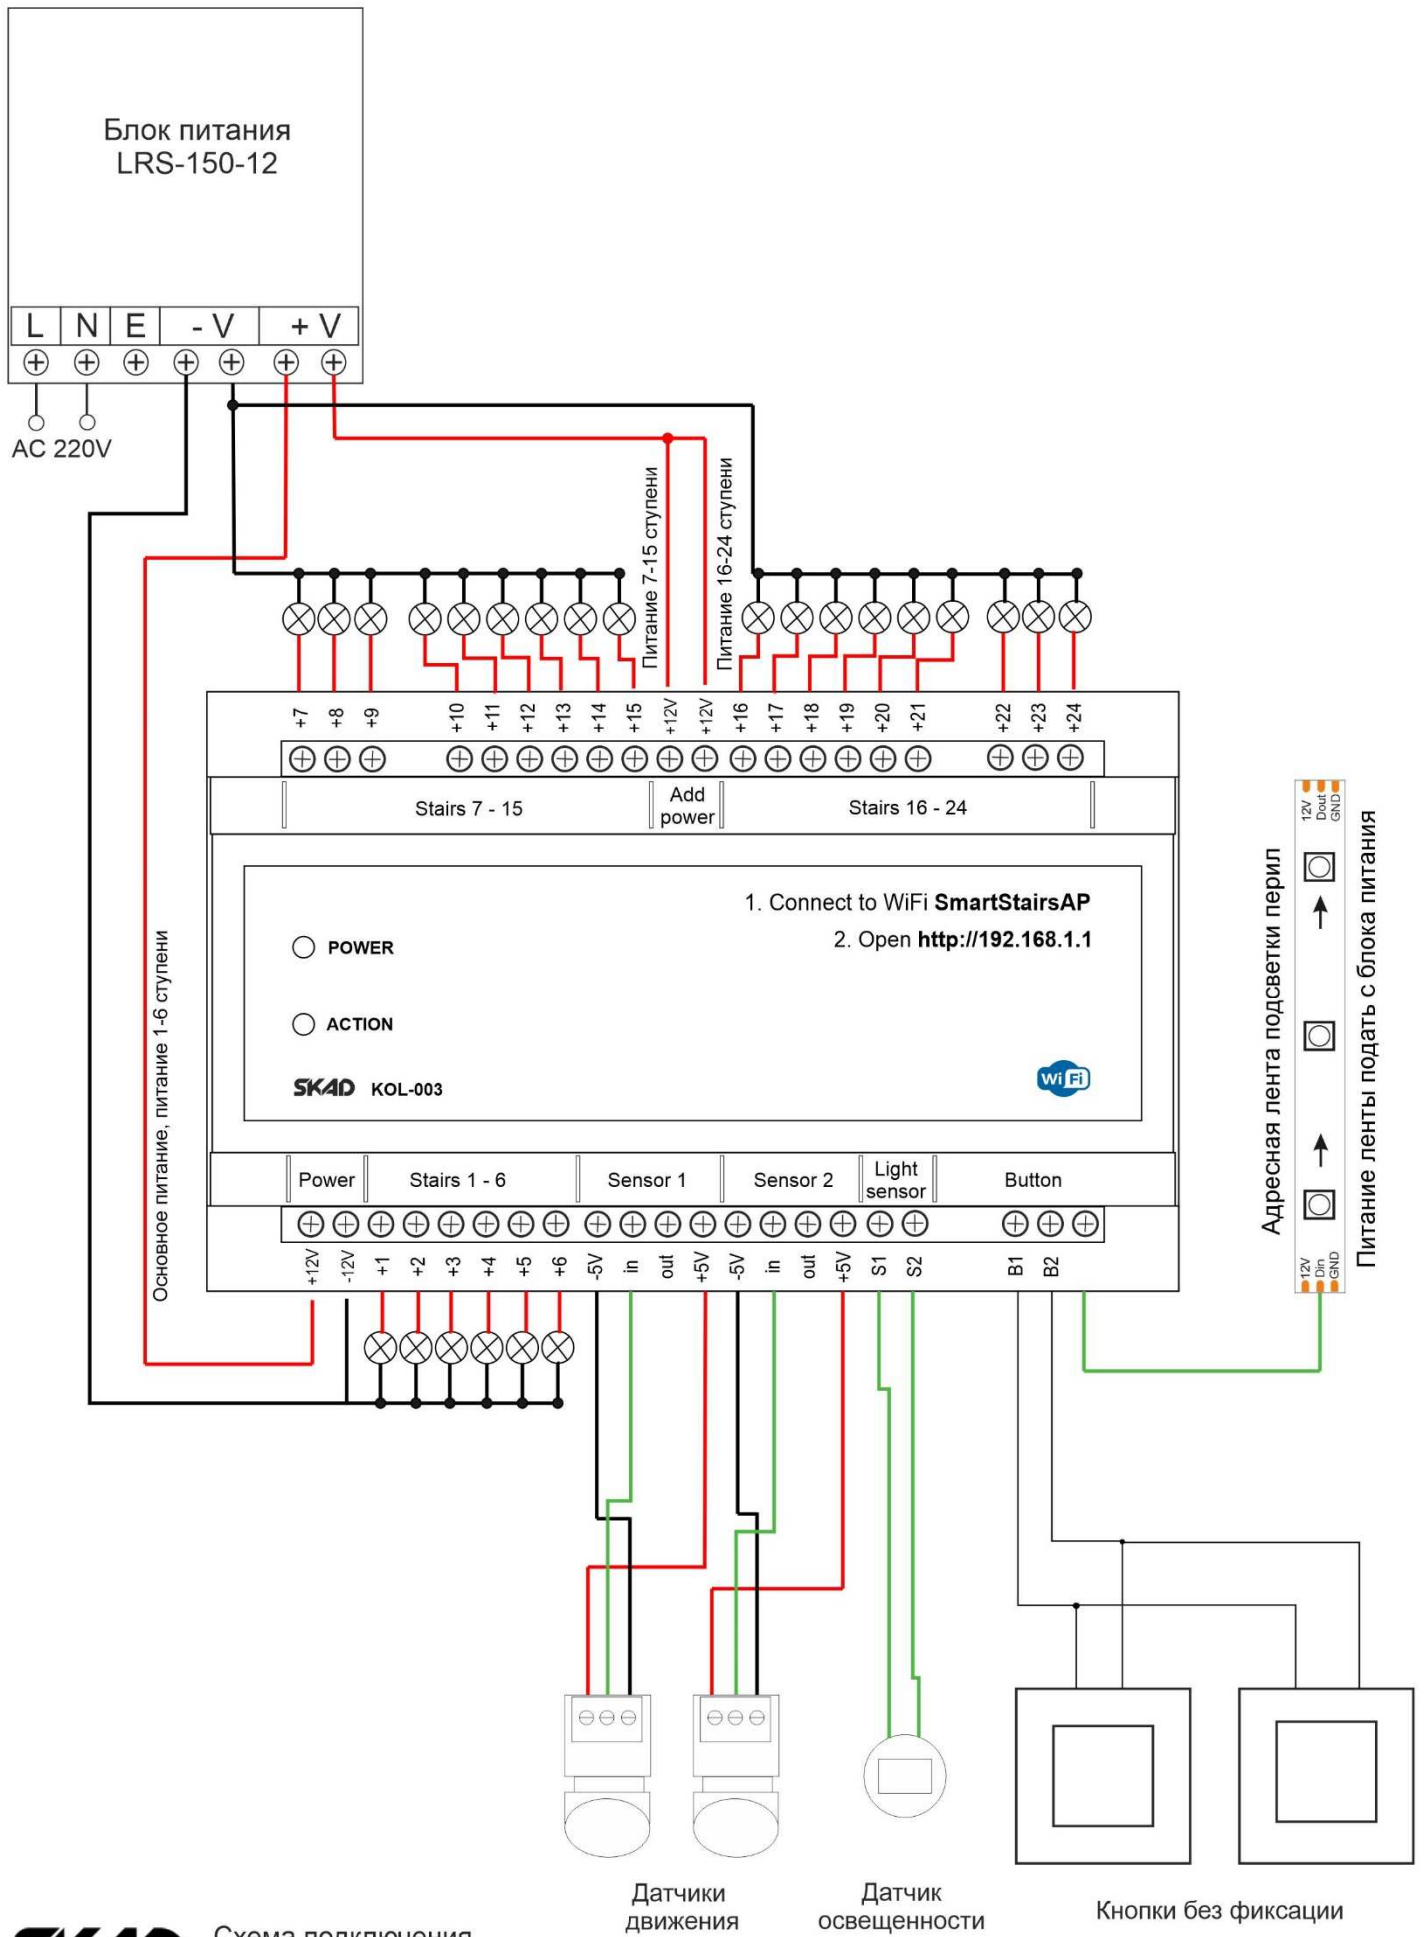 Блок питания
LRS-150-12
L N E - V + V
AC 220V
Питание 7-15 ступени
Питание 16-24 ступени
+7 +8 +9 +10 +11 +12 +13 +14 +15 +12V +12V +16 +17 +18 +19 +20 +21 +22 +23 +24
Stairs 7 - 15
Add
power
Stairs 16 - 24
1. Connect to WiFi SmartStairsAP
2. Open http://192.168.1.1
POWER
ACTION
SKAD KOL-003
Wi Fi
Основное питание, питание 1-6 ступени
Power
Stairs 1 - 6
Sensor 1
Sensor 2
Light
sensor
Button
+12V -12V +1 +2 +3 +4 +5 +6 -5V in out +5V -5V in out +5V S1 S2 B1 B2
12V
Dout
GND
Адресная лента подсветки перил
Питание ленты подать с блока питания
12V
Din
GND
Датчики
движения
Датчик
освещенности
Кнопки без фиксации
SKAD
Схема подключения